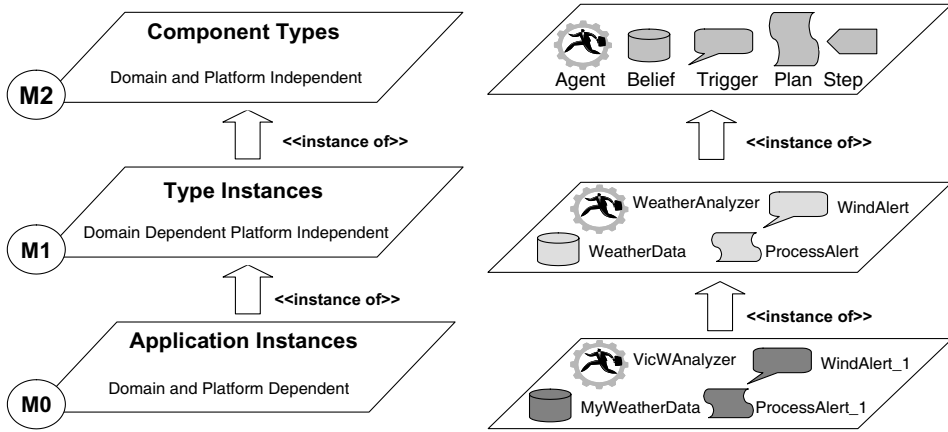 Component Types
Domain and Platform Independent
M2
<<instance of>>
Type Instances
Domain Dependent Platform Independent
M1
<<instance of>>
Application Instances
Domain and Platform Dependent
M0
Agent Belief Trigger Plan Step
<<instance of>>
WeatherAnalyzer WindAlert
WeatherData ProcessAlert
<<instance of>>
VicWAnalyzer WindAlert_1
MyWeatherData ProcessAlert_1